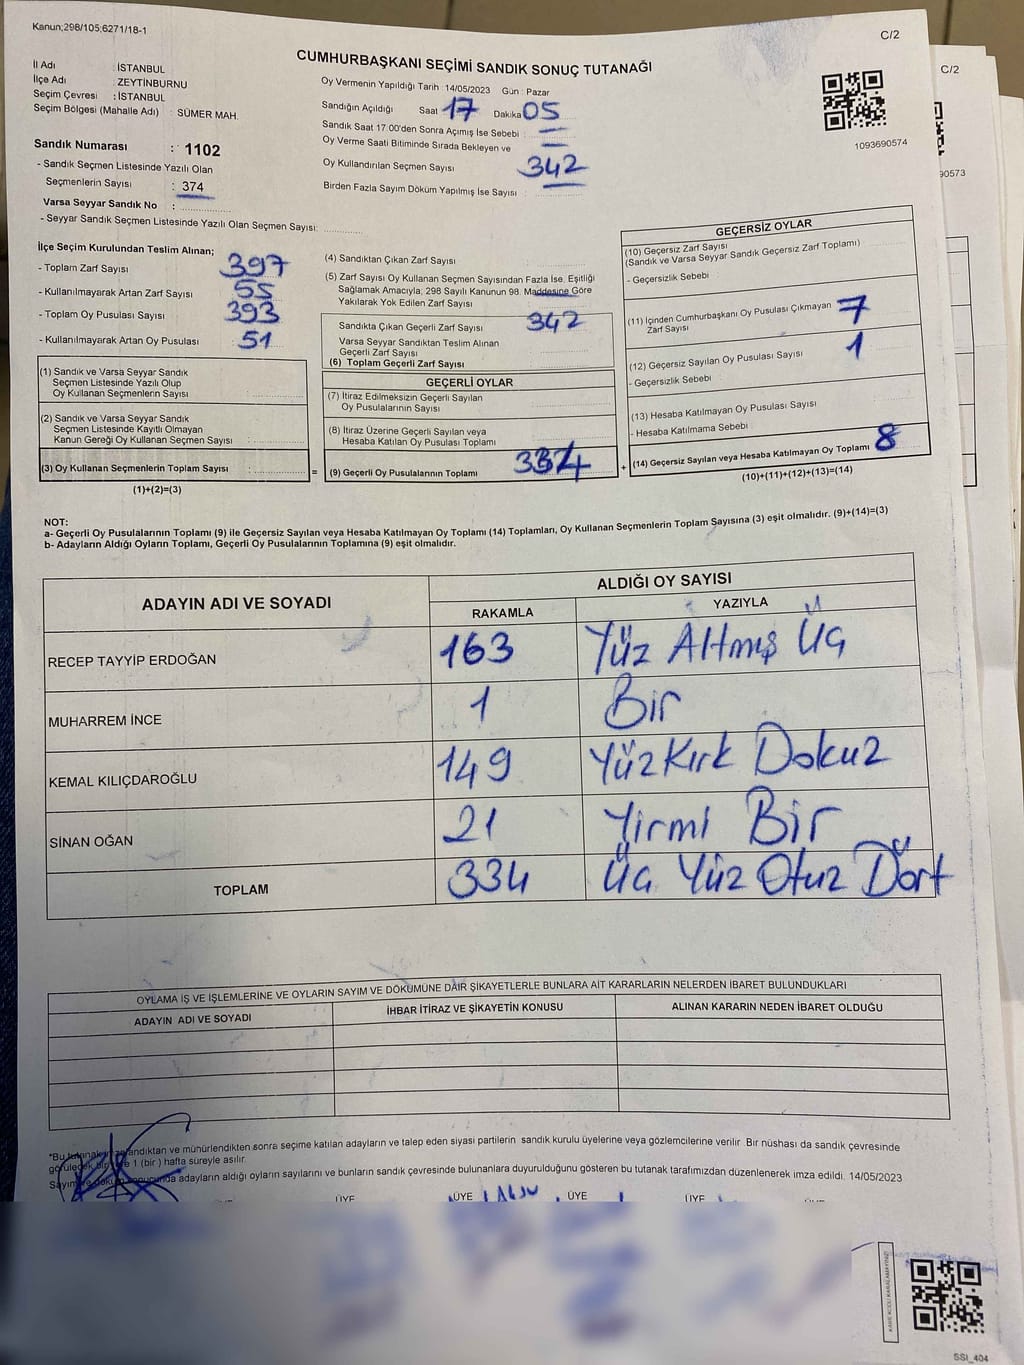 Kanun;298/105;6271/18-1
C/2
C/2
CUMHURBAŞKANI SEÇİMİ SANDIK SONUÇ TUTANAĞI
İl Adı : İSTANBUL
İlçe Adı : ZEYTİNBURNU
Seçim Çevresi : İSTANBUL
Seçim Bölgesi (Mahalle Adı) : SÜMER MAH.
Oy Vermenin Yapıldığı Tarih : 14/05/2023 Gün : Pazar
Sandığın Açıldığı Saat 17 Dakika 05
Sandık Saat 17:00'den Sonra Açımış İse Sebebi :
Oy Verme Saati Bitiminde Sırada Bekleyen ve
Oy Kullandırılan Seçmen Sayısı 342
Birden Fazla Sayım Döküm Yapılmış İse Sayısı
1093690574
90573
Sandık Numarası : 1102
- Sandık Seçmen Listesinde Yazılı Olan
Seçmenlerin Sayısı : 374
Varsa Seyyar Sandık No :
- Seyyar Sandık Seçmen Listesinde Yazılı Olan Seçmen Sayısı:
İlçe Seçim Kurulundan Teslim Alınan;
- Toplam Zarf Sayısı 397
- Kullanılmayarak Artan Zarf Sayısı 55
- Toplam Oy Pusulası Sayısı 393
- Kullanılmayarak Artan Oy Pusulası 51
(1) Sandık ve Varsa Seyyar Sandık
Seçmen Listesinde Yazılı Olup
Oy Kullanan Seçmenlerin Sayısı
(2) Sandık ve Varsa Seyyar Sandık
Seçmen Listesinde Kayıtlı Olmayan
Kanun Gereği Oy Kullanan Seçmen Sayısı
(3) Oy Kullanan Seçmenlerin Toplam Sayısı
(1)+(2)=(3)
(4) Sandıktan Çıkan Zarf Sayısı
(5) Zarf Sayısı Oy Kullanan Seçmen Sayısından Fazla İse, Eşitliği
Sağlamak Amacıyla; 298 Sayılı Kanunun 98. Maddesine Göre
Yakılarak Yok Edilen Zarf Sayısı
Sandıkta Çıkan Geçerli Zarf Sayısı 342
Varsa Seyyar Sandıktan Teslim Alınan
Geçerli Zarf Sayısı
(6) Toplam Geçerli Zarf Sayısı
GEÇERLİ OYLAR
(7) İtiraz Edilmeksizin Geçerli Sayılan
Oy Pusulalarının Sayısı
(8) İtiraz Üzerine Geçerli Sayılan veya
Hesaba Katılan Oy Pusulası Toplamı
= (9) Geçerli Oy Pusulalarının Toplamı 334
GEÇERSİZ OYLAR
(10) Geçersiz Zarf Sayısı
(Sandık ve Varsa Seyyar Sandık Geçersiz Zarf Toplamı)
- Geçersizlik Sebebi :
(11) İçinden Cumhurbaşkanı Oy Pusulası Çıkmayan 7
Zarf Sayısı
(12) Geçersiz Sayılan Oy Pusulası Sayısı 1
- Geçersizlik Sebebi :
(13) Hesaba Katılmayan Oy Pusulası Sayısı
- Hesaba Katılmama Sebebi :
+ (14) Geçersiz Sayılan veya Hesaba Katılmayan Oy Toplamı 8
(10)+(11)+(12)+(13)=(14)
NOT:
a- Geçerli Oy Pusulalarının Toplamı (9) ile Geçersiz Sayılan veya Hesaba Katılmayan Oy Toplamı (14) Toplamları, Oy Kullanan Seçmenlerin Toplam Sayısına (3) eşit olmalıdır. (9)+(14)=(3)
b- Adayların Aldığı Oyların Toplamı, Geçerli Oy Pusulalarının Toplamına (9) eşit olmalıdır.
ADAYIN ADI VE SOYADI
ALDIĞI OY SAYISI
RAKAMLA YAZIYLA
RECEP TAYYİP ERDOĞAN 163 Yüz Altmış Üç
MUHARREM İNCE 1 Bir
KEMAL KILIÇDAROĞLU 149 YüzKırk Dokuz
SİNAN OĞAN 21 Yirmi Bir
TOPLAM 334 Üç Yüz Otuz Dört
OYLAMA İŞ VE İŞLEMLERİNE VE OYLARIN SAYIM VE DÖKÜMÜNE DAİR ŞİKAYETLERLE BUNLARA AİT KARARLARIN NELERDEN İBARET BULUNDUKLARI
ADAYIN ADI VE SOYADI İHBAR İTİRAZ VE ŞİKAYETİN KONUSU ALINAN KARARIN NEDEN İBARET OLDUĞU
*Bu andıktan ve mühürlendikten sonra seçime katılan adayların ve talep eden siyasi partilerin sandık kurulu üyelerine veya gözlemcilerine verilir. Bir nüshası da sandık çevresinde
1 (bir ) hafta süreyle asılır.
adayların aldığı oyların sayılarını ve bunların sandık çevresinde bulunanlara duyurulduğunu gösteren bu tutanak tarafımızdan düzenlenerek imza edildi. 14/05/2023
ÜYE ÜYE ÜYE ÜYE
SSI_404